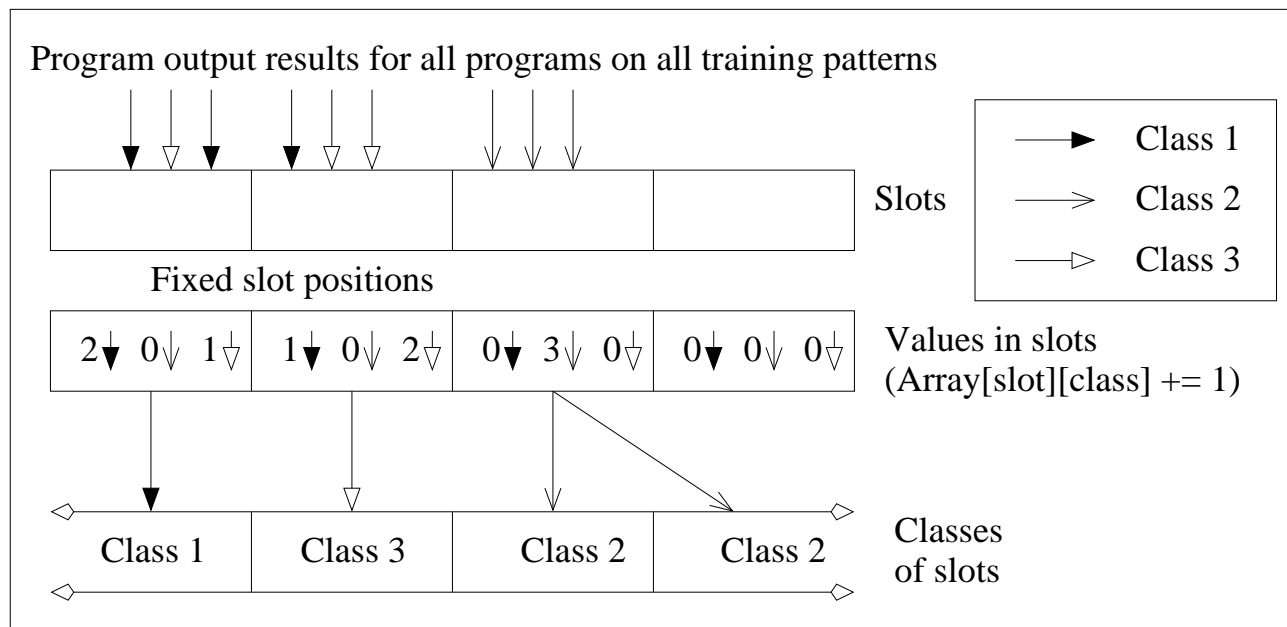 Program output results for all programs on all training patterns
Class 1
Slots
Class 2
Class 3
Fixed slot positions
2 0 1 1 0 2 0 3 0 0 0 0
Values in slots
(Array[slot][class] += 1)
Class 1 Class 3 Class 2 Class 2
Classes
of slots